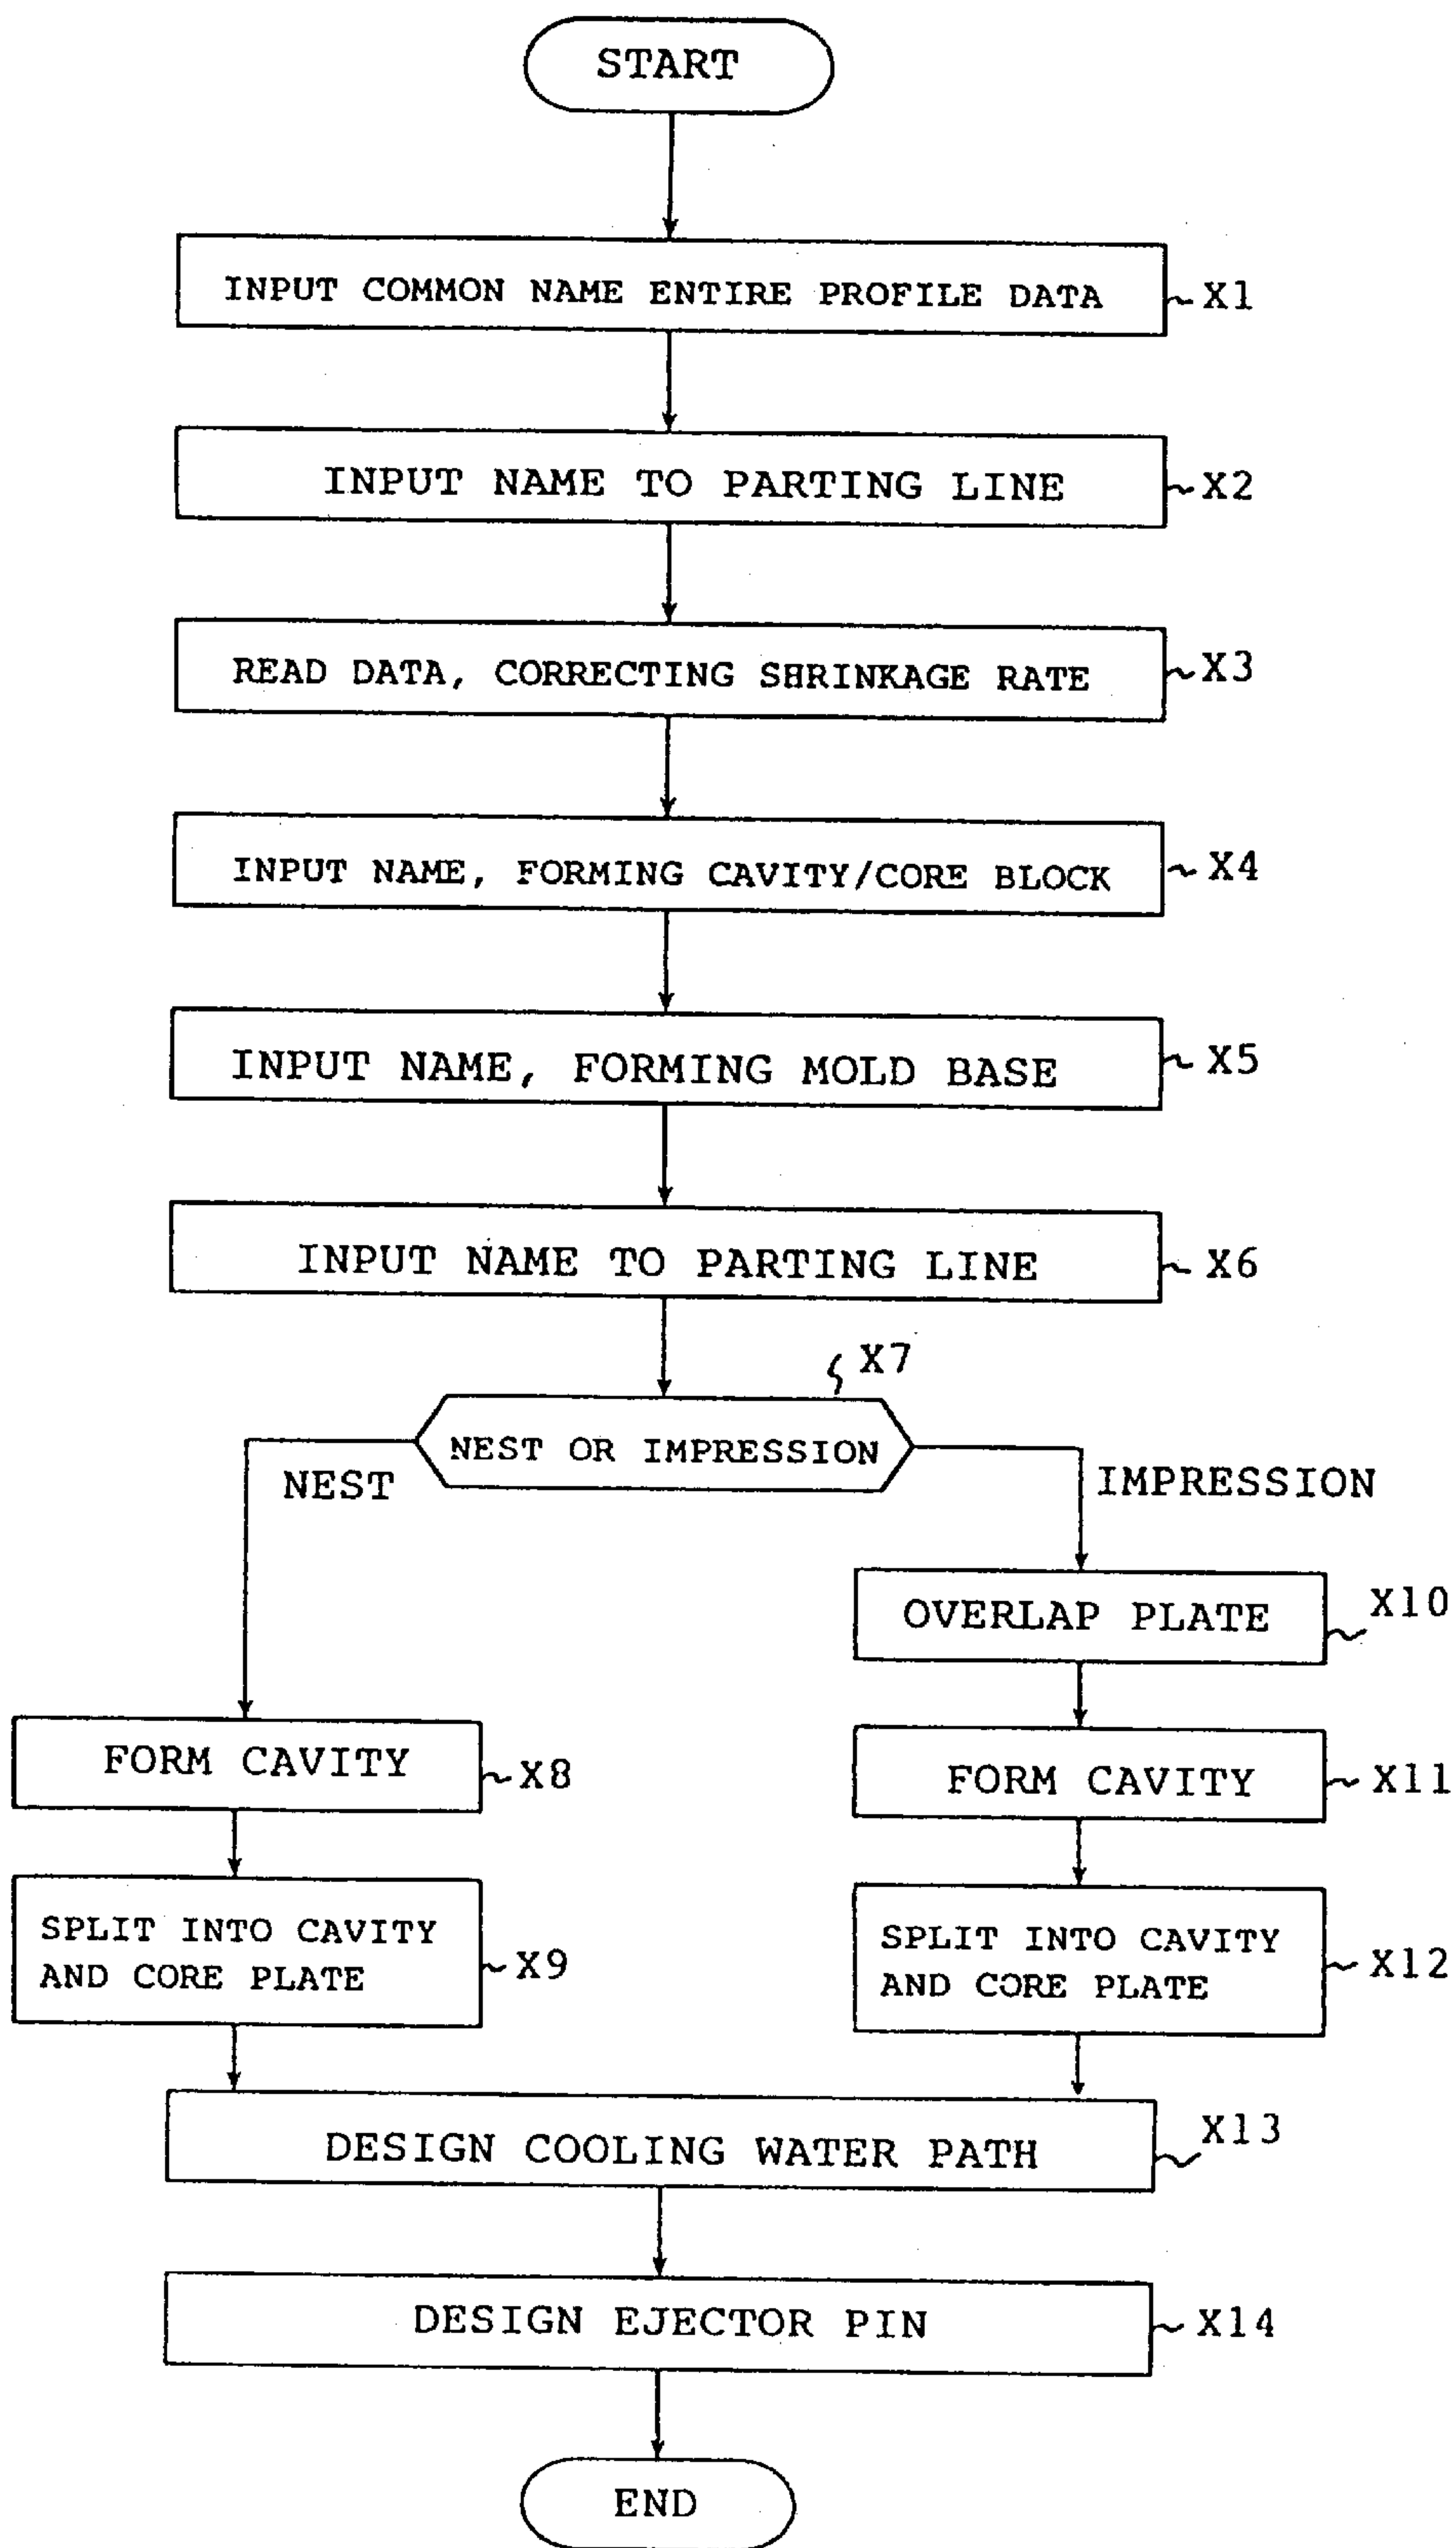 START
INPUT COMMON NAME ENTIRE PROFILE DATA
X1
INPUT NAME TO PARTING LINE
X2
READ DATA, CORRECTING SHRINKAGE RATE
X3
INPUT NAME, FORMING CAVITY/CORE BLOCK
X4
INPUT NAME, FORMING MOLD BASE
X5
INPUT NAME TO PARTING LINE
X6
X7
NEST OR IMPRESSION
NEST
IMPRESSION
OVERLAP PLATE
X10
FORM CAVITY
X8
FORM CAVITY
X11
SPLIT INTO CAVITY
AND CORE PLATE
X9
SPLIT INTO CAVITY
AND CORE PLATE
X12
DESIGN COOLING WATER PATH
X13
DESIGN EJECTOR PIN
X14
END